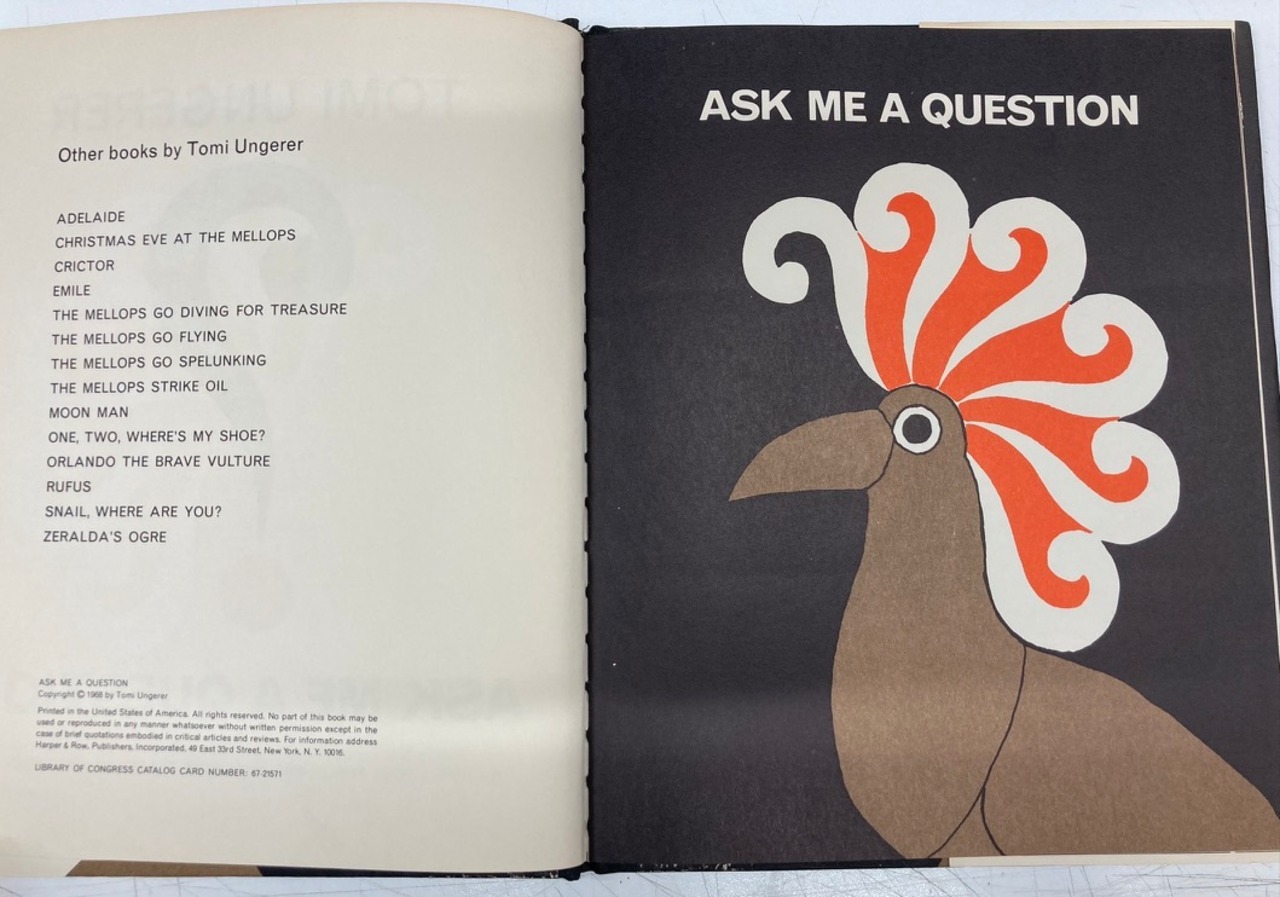 Other books by Tomi Ungerer
ADELAIDE
CHRISTMAS EVE AT THE MELLOPS
CRICTOR
EMILE
THE MELLOPS GO DIVING FOR TREASURE
THE MELLOPS GO FLYING
THE MELLOPS GO SPELUNKING
THE MELLOPS STRIKE OIL
MOON MAN
ONE, TWO, WHERE'S MY SHOE?
ORLANDO THE BRAVE VULTURE
RUFUS
SNAIL, WHERE ARE YOU?
ZERALDA'S OGRE
ASK ME A QUESTION
Copyright © 1968 by Tomi Ungerer
Printed in the United States of America. All rights reserved. No part of this book may be
used or reproduced in any manner whatsoever without written permission except in the
case of brief quotations embodied in critical articles and reviews. For information address
Harper & Row, Publishers, Incorporated, 49 East 33rd Street, New York, N. Y. 10016.
LIBRARY OF CONGRESS CATALOG CARD NUMBER: 67-21571
ASK ME A QUESTION